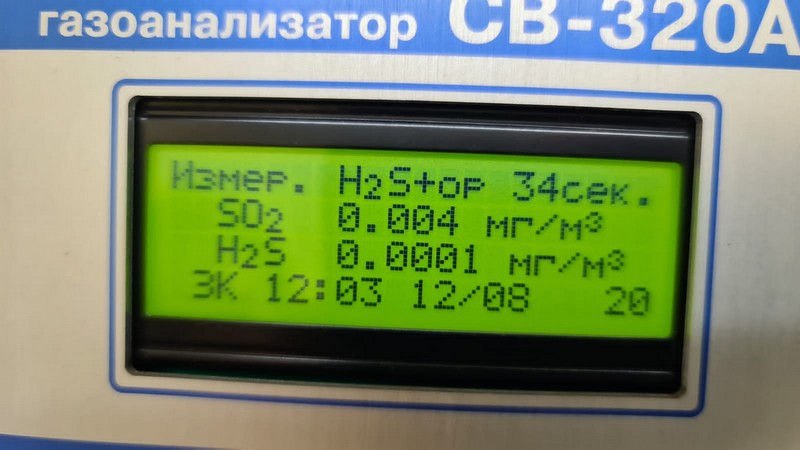 газоанализатор СВ-320А
Измер. H₂S+ор 34сек.
SO₂ 0.004 мг/м³
H₂S 0.0001 мг/м³
ЗК 12:03 12/08 20